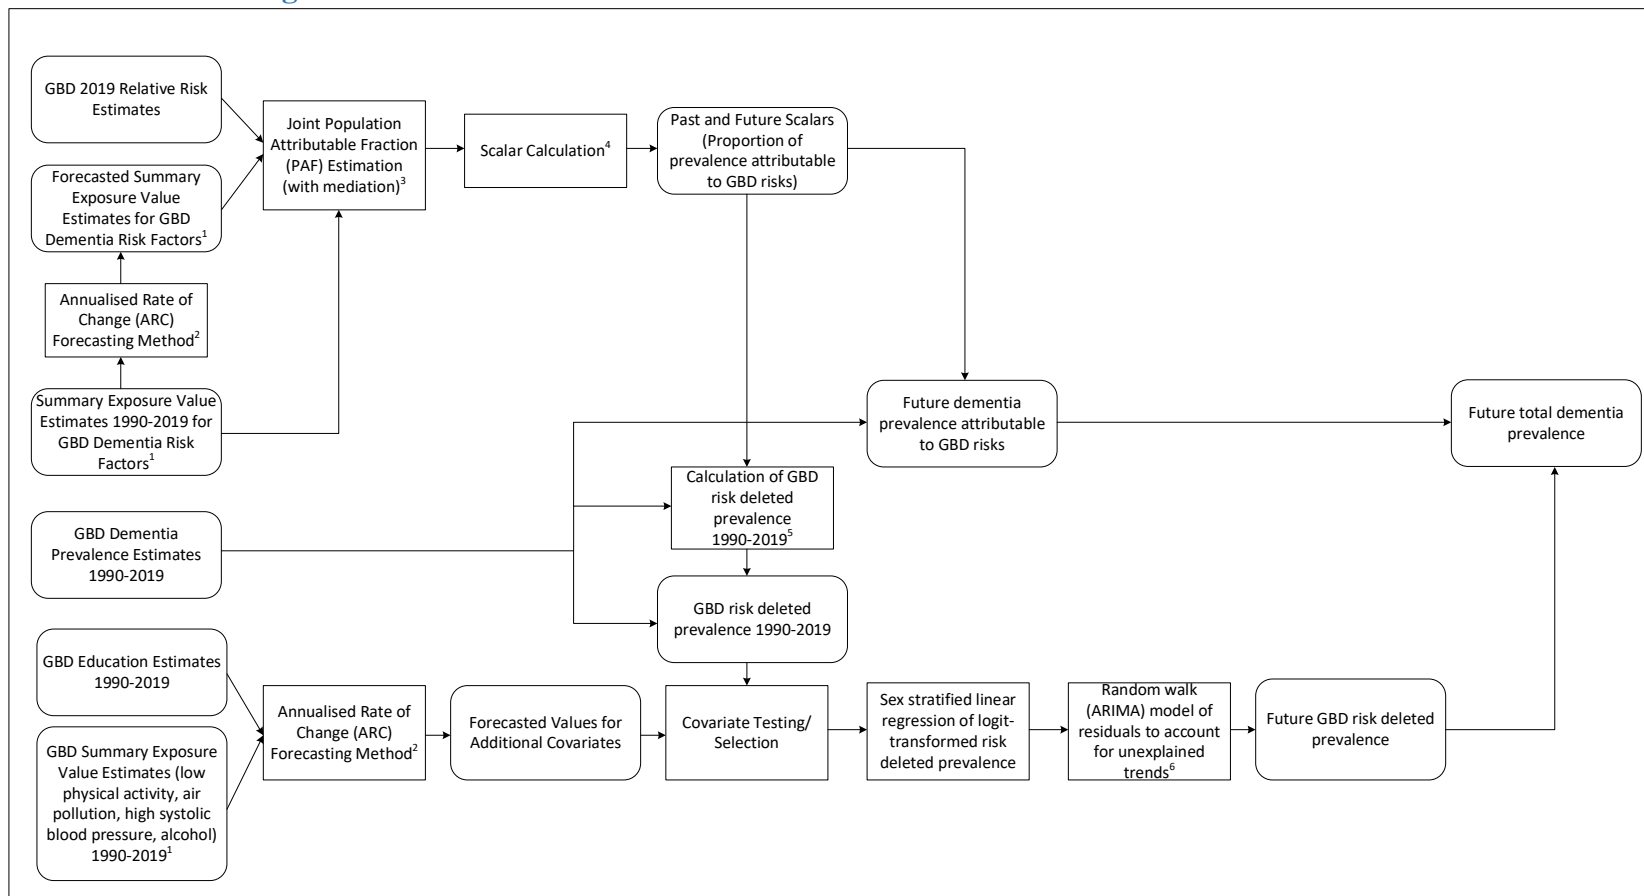 GBD 2019 Relative Risk
Estimates
Forecasted Summary
Exposure Value
Estimates for GBD
Dementia Risk Factors1
Annualised Rate of
Change (ARC)
Forecasting Method2
Summary Exposure Value
Estimates 1990-2019 for
GBD Dementia Risk
Factors1
Joint Population
Attributable Fraction
(PAF) Estimation
(with mediation)3
Scalar Calculation4
Past and Future Scalars
(Proportion of
prevalence attributable
to GBD risks)
Future dementia
prevalence attributable
to GBD risks
Future total dementia
prevalence
GBD Dementia
Prevalence Estimates
1990-2019
Calculation of GBD
risk deleted
prevalence
1990-20195
GBD risk deleted
prevalence 1990-2019
GBD Education Estimates
1990-2019
GBD Summary Exposure
Value Estimates (low
physical activity, air
pollution, high systolic
blood pressure, alcohol)
1990-20191
Annualised Rate of
Change (ARC)
Forecasting Method2
Forecasted Values for
Additional Covariates
Covariate Testing/
Selection
Sex stratified linear
regression of logit-
transformed risk
deleted prevalence
Random walk
(ARIMA) model of
residuals to account
for unexplained
trends6
Future GBD risk deleted
prevalence